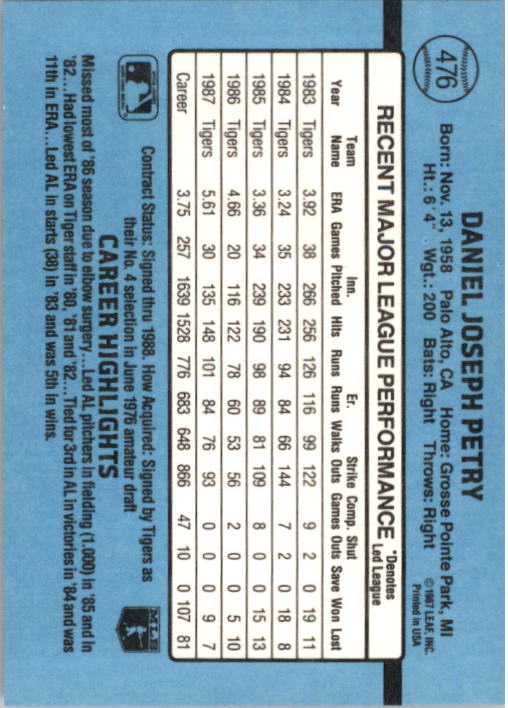 476
DANIEL JOSEPH PETRY
Born: Nov. 13, 1958 Palo Alto, CA Home: Grosse Pointe Park, MI
Ht.: 6' 4" Wgt.: 200 Bats: Right Throws: Right
©1987 LEAF, INC.
Printed in USA
RECENT MAJOR LEAGUE PERFORMANCE
*Denotes
Led League
Team Inn. Er. Strike Comp. Shut
Year Name ERA Games Pitched Hits Runs Runs Walks Outs Games Outs Save Won Lost
1983 Tigers 3.92 38 266 256 126 116 99 122 9 2 0 19 11
1984 Tigers 3.24 35 233 231 94 84 66 144 7 2 0 18 8
1985 Tigers 3.36 34 239 190 98 89 81 109 8 0 0 15 13
1986 Tigers 4.66 20 116 122 78 60 53 56 2 0 0 5 10
1987 Tigers 5.61 30 135 148 101 84 76 93 0 0 0 9 7
Career 3.75 257 1639 1528 776 683 648 866 47 10 0 107 81
Contract Status: Signed thru 1988. How Acquired: Signed by Tigers as
their No. 4 selection in June 1976 amateur draft
MLB
CAREER HIGHLIGHTS
Missed most of '86 season due to elbow surgery...Led AL pitchers in fielding (1.000) in '85 and in
'82...Had lowest ERA on Tiger staff in '80, '81 and '82...Tied for 3rd in AL in victories in '84 and was
11th in ERA...Led AL in starts (38) in '83 and was 5th in wins.